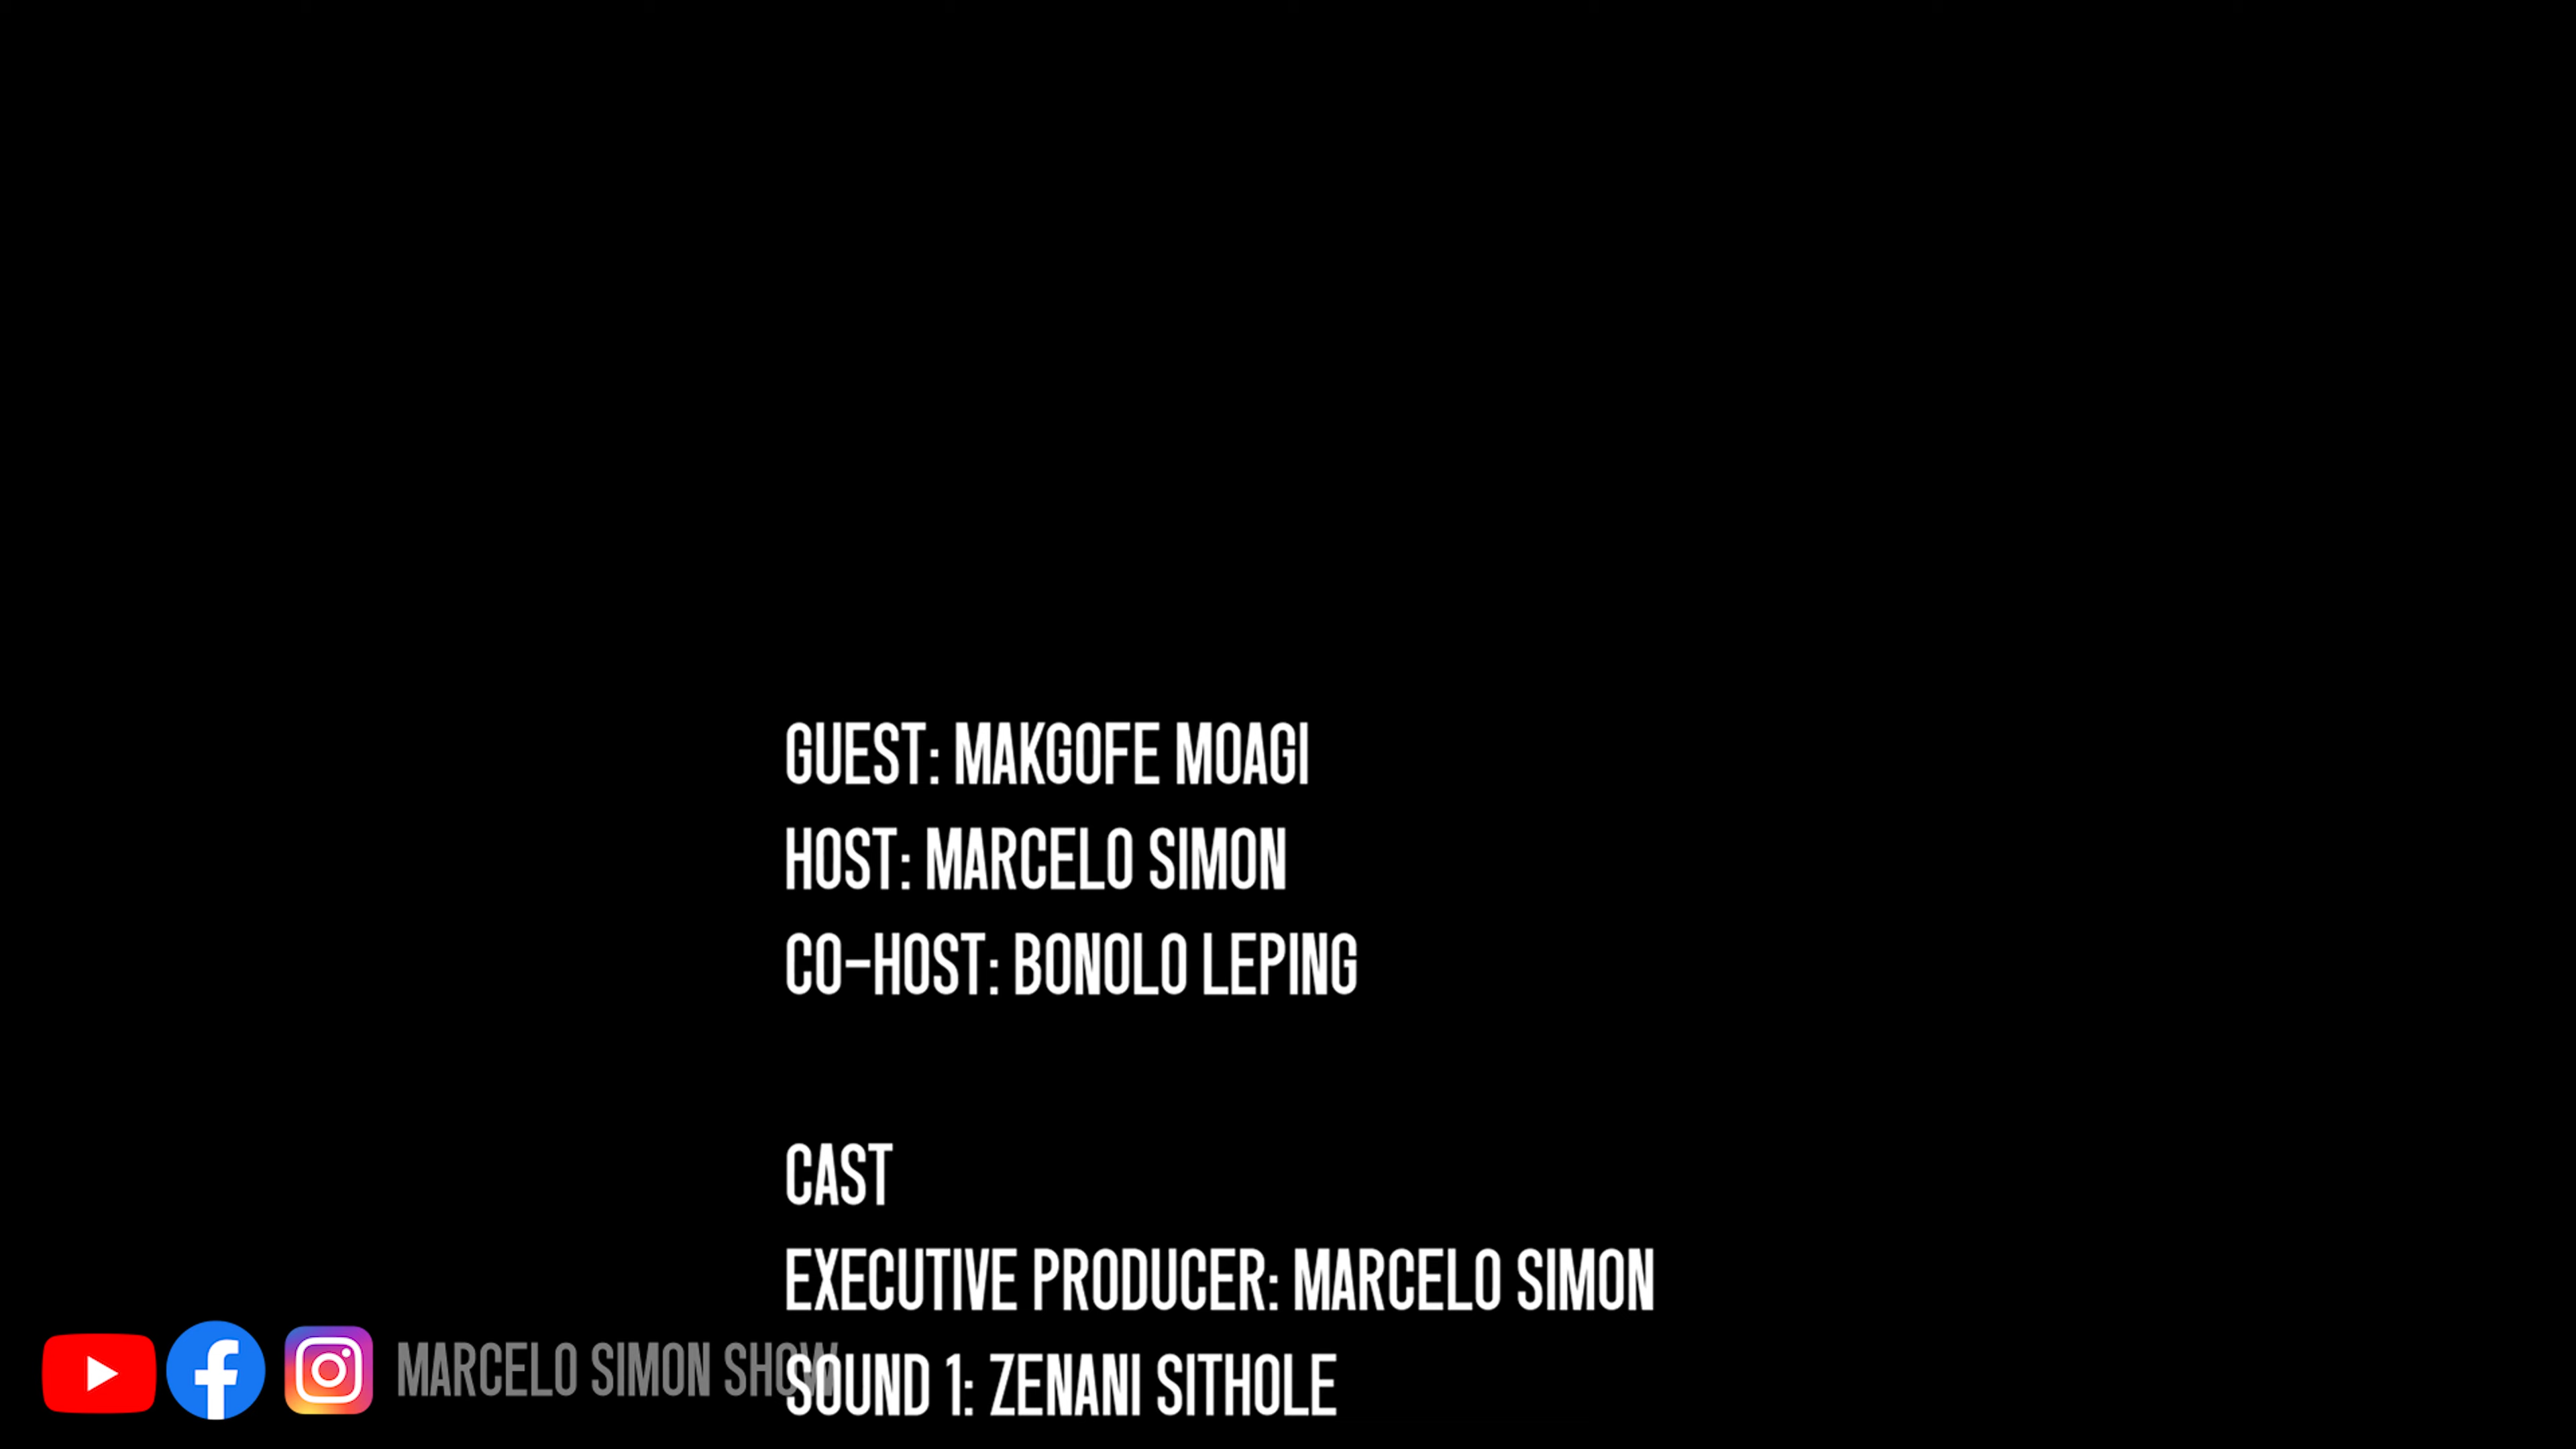 GUEST: MAKGOFE MOAGI
HOST: MARCELO SIMON
CO-HOST: BONOLO LEPING
CAST
EXECUTIVE PRODUCER: MARCELO SIMON
MARCELO SIMON SHOW
SOUND 1: ZENANI SITHOLE